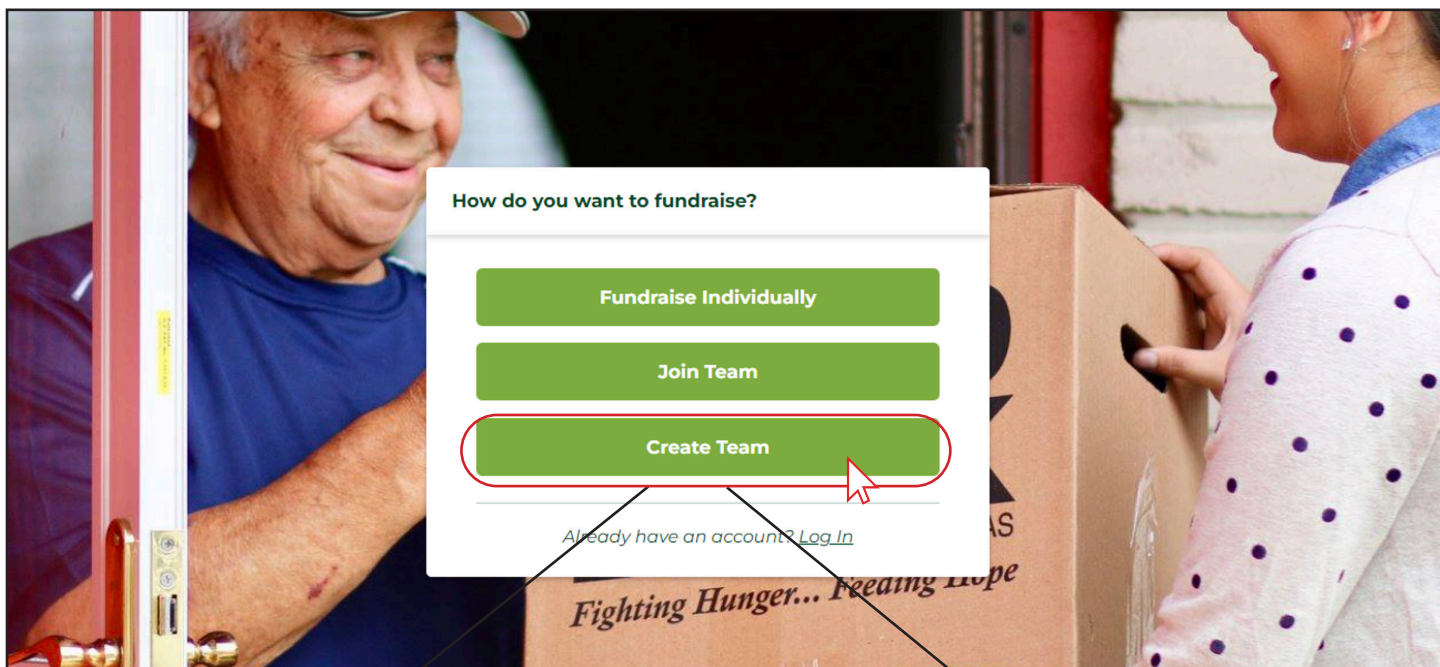 How do you want to fundraise?
Fundraise Individually
Join Team
Create Team
Already have an account? Log In
AS
Fighting Hunger... Feeding Hope